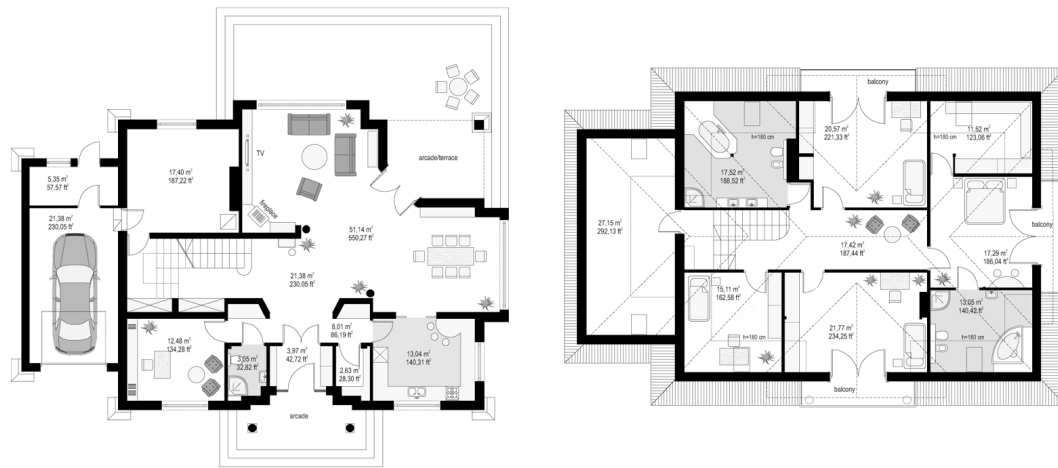 5,35 m²
57,57 ft²
17,40 m²
187,22 ft²
TV
fireplace
arcade/terrace
51,14 m²
550,27 ft²
21,38 m²
230,05 ft²
21,38 m²
230,05 ft²
12,48 m²
134,28 ft²
3,05 m²
32,82 ft²
3,97 m²
42,72 ft²
8,01 m²
86,19 ft²
2,63 m²
28,30 ft²
13,04 m²
140,31 ft²
arcade
balcony
h=180 cm
17,52 m²
188,52 ft²
20,57 m²
221,33 ft²
11,52 m²
123,06 ft²
h=180 cm
27,15 m²
292,13 ft²
17,42 m²
187,44 ft²
17,29 m²
186,04 ft²
balcony
15,11 m²
162,58 ft²
h=180 cm
21,77 m²
234,25 ft²
13,05 m²
140,42 ft²
h=180 cm
balcony